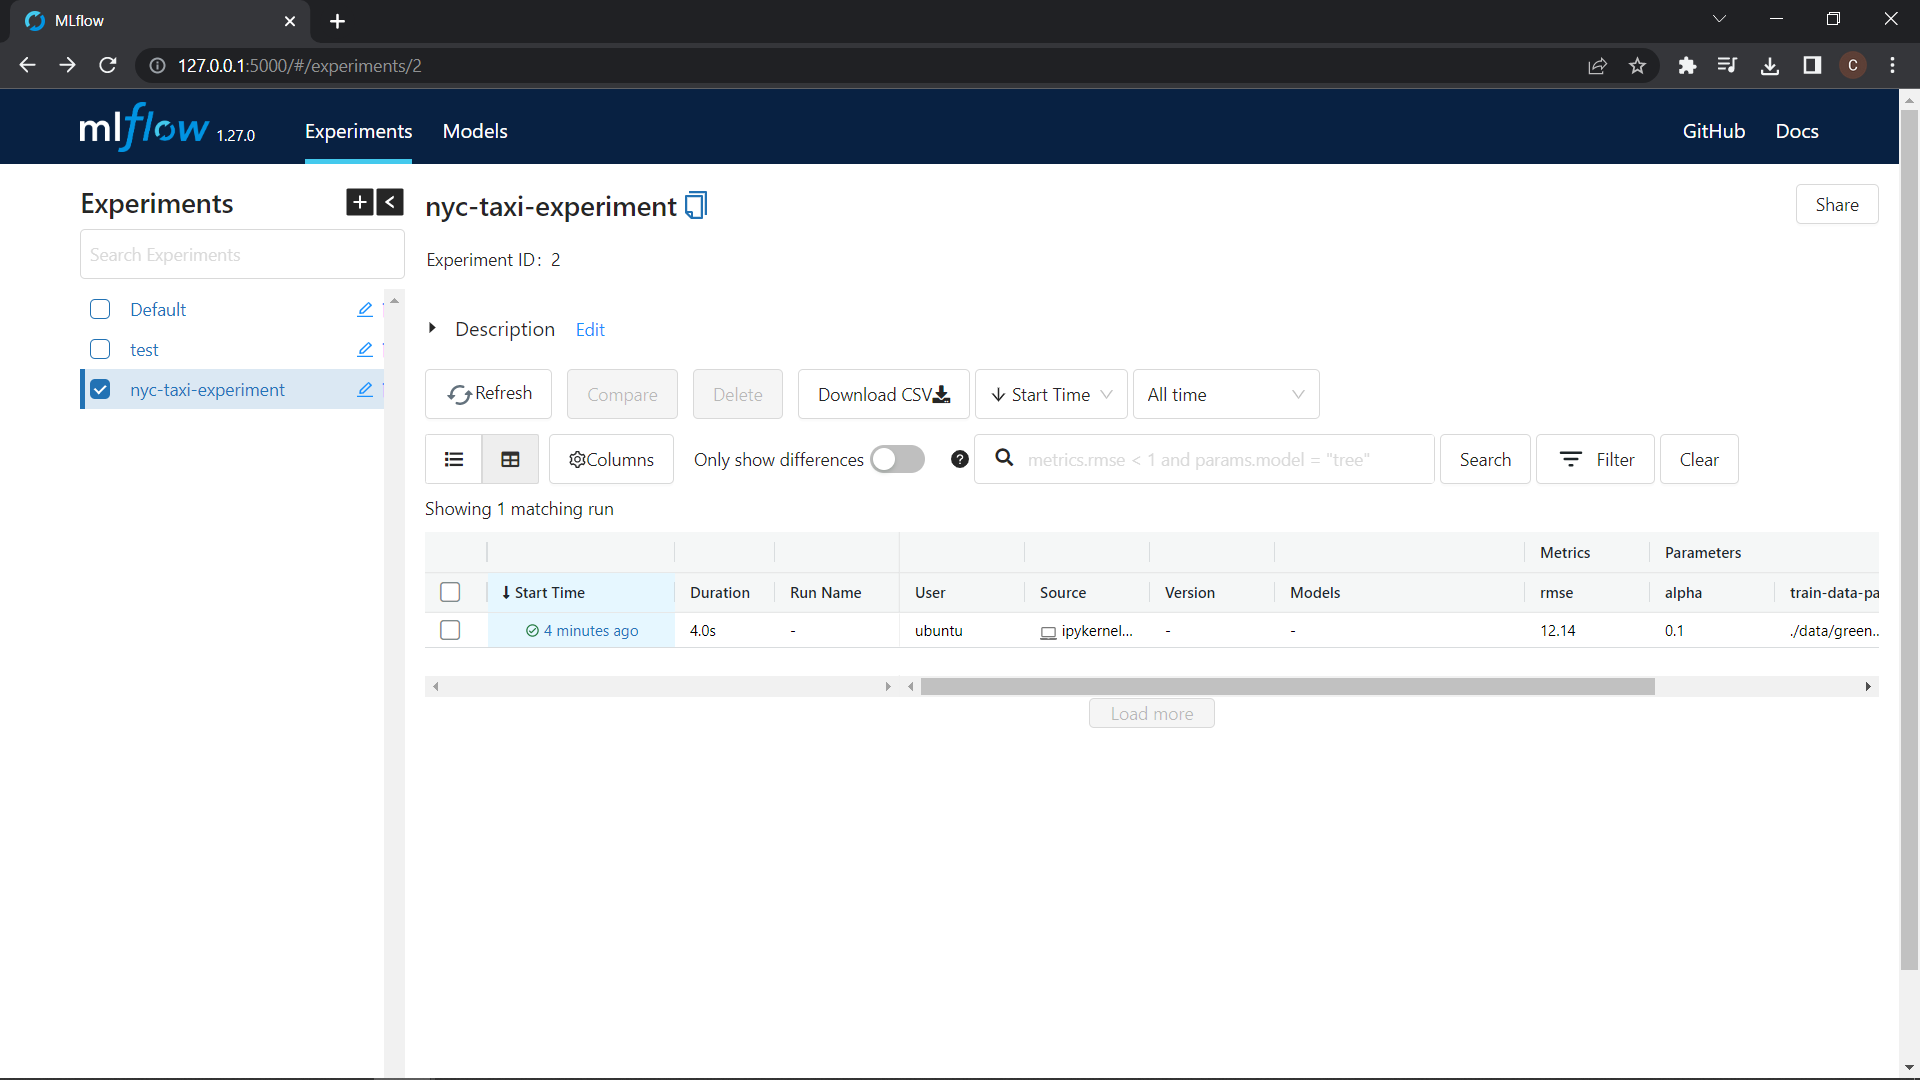 MLflow
127.0.0.1:5000/#/experiments/2
C
mlflow 1.27.0 Experiments Models GitHub Docs
Experiments
nyc-taxi-experiment
Share
Search Experiments
Experiment ID: 2
Default
test
nyc-taxi-experiment
Description Edit
Refresh Compare Delete Download CSV Start Time All time
Columns Only show differences ? metrics.rmse < 1 and params.model = "tree" Search Filter Clear
Showing 1 matching run
Metrics Parameters
Start Time Duration Run Name User Source Version Models rmse alpha train-data-pa
4 minutes ago 4.0s - ubuntu ipykernel... - - 12.14 0.1 ./data/green..
Load more